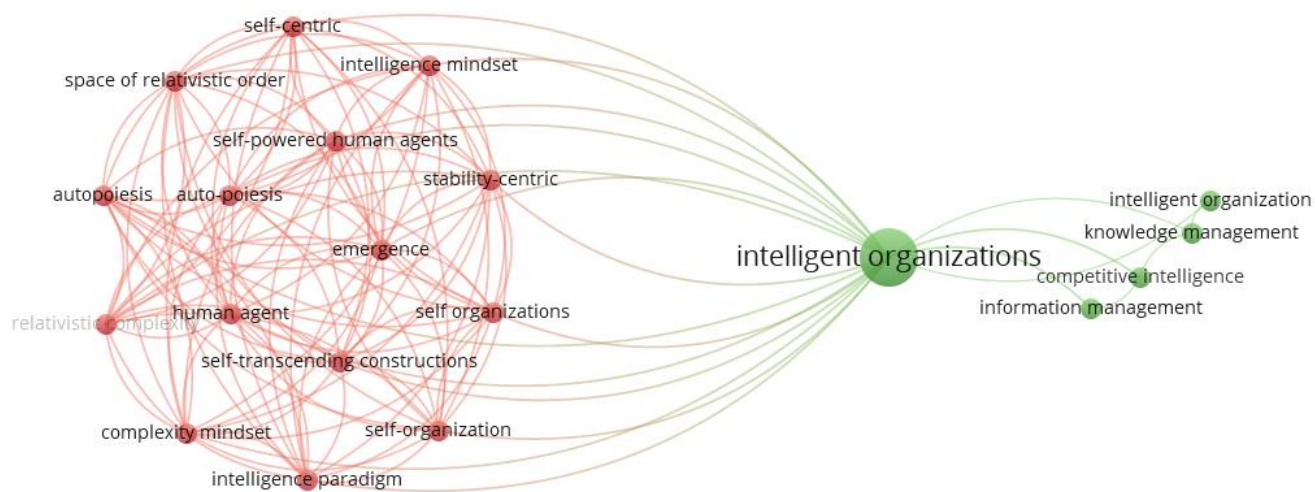 self-centric
intelligence mindset
space of relativistic order
self-powered human agents
stability-centric
autopoiesis
auto-poiesis
emergence
human agent
self organizations
relativistic complexity
self-transcending constructions
complexity mindset
self-organization
intelligence paradigm
intelligent organizations
intelligent organization
knowledge management
competitive intelligence
information management